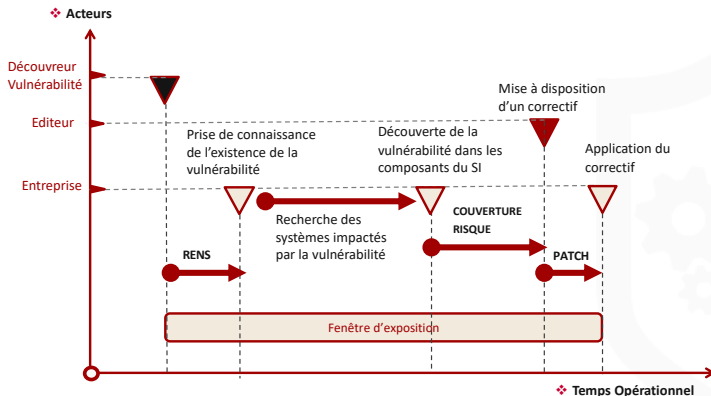 ❖ Acteurs
Découvreur
Vulnérabilité
Mise à disposition
d'un correctif
Editeur
Prise de connaissance
de l'existence de la
vulnérabilité
Découverte de la
vulnérabilité dans les
composants du SI
Application du
correctif
Entreprise
Recherche des
systèmes impactés
par la vulnérabilité
COUVERTURE
RISQUE
RENS
PATCH
Fenêtre d'exposition
❖ Temps Opérationnel